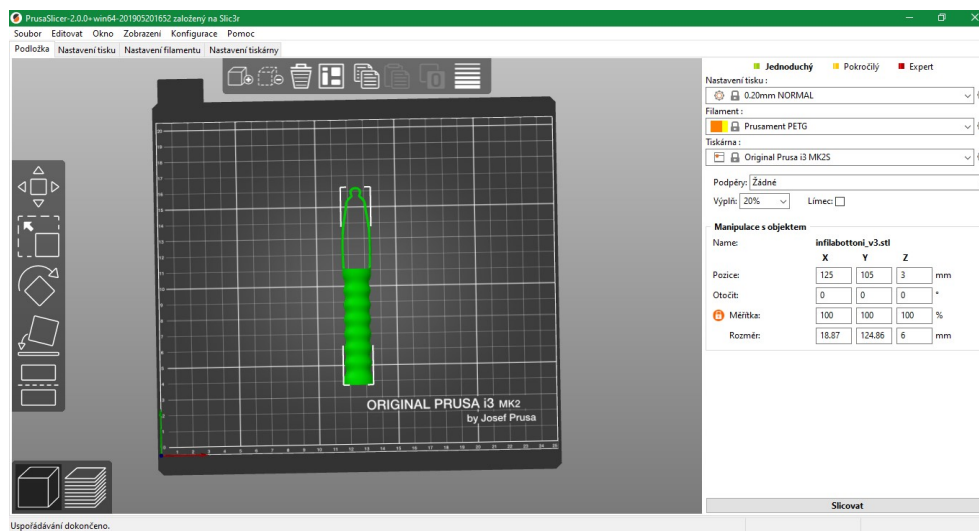 PrusaSlicer-2.0.0+win64-201905201652 založený na Slic3r
Soubor Editovat Okno Zobrazení Konfigurace Pomoc
Podložka Nastavení tisku Nastavení filamentu Nastavení tiskárny
Jednoduchý Pokročilý Expert
Nastavení tisku :
0.20mm NORMAL
Filament :
Prusament PETG
Tiskárna :
Original Prusa i3 MK2S
Podpěry: Žádné
Výplň: 20% Límec:
Manipulace s objektem
Name: infilabottoni_v3.stl
X Y Z
Pozice: 125 105 3 mm
Otočit: 0 0 0 °
Měřítka: 100 100 100 %
Rozměr: 18.87 124.86 6 mm
ORIGINAL PRUSA i3 MK2
by Josef Prusa
Slicovat
Uspořádávání dokončeno.